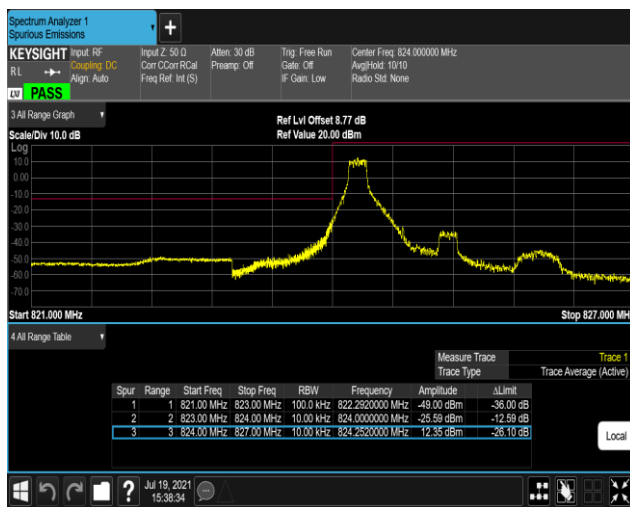 Spectrum Analyzer 1
Spurious Emissions
KEYSIGHT Input: RF Input Z: 50 Ω Atten: 30 dB Trig: Free Run Center Freq: 824.000000 MHz
RL Coupling: DC Corr CCorr RCal Preamp: Off Gate: Off Avg|Hold: 10/10
Align: Auto Freq Ref: Int (S) IF Gain: Low Radio Std: None
LXI PASS
3 All Range Graph
Ref Lvl Offset 8.77 dB
Scale/Div 10.0 dB Ref Value 20.00 dBm
Log
10.0
0.00
-10.0
-20.0
-30.0
-40.0
-50.0
-60.0
-70.0
Start 821.000 MHz Stop 827.000 MH
4 All Range Table
Measure Trace Trace 1
Trace Type Trace Average (Active)
Spur Range Start Freq Stop Freq RBW Frequency Amplitude ΔLimit
1 1 821.00 MHz 823.00 MHz 100.0 kHz 822.2920000 MHz -49.00 dBm -36.00 dB
2 2 823.00 MHz 824.00 MHz 10.00 kHz 824.0000000 MHz -25.59 dBm -12.59 dB
3 3 824.00 MHz 827.00 MHz 10.00 kHz 824.2520000 MHz 12.35 dBm -26.10 dB
Local
? Jul 19, 2021
15:38:34